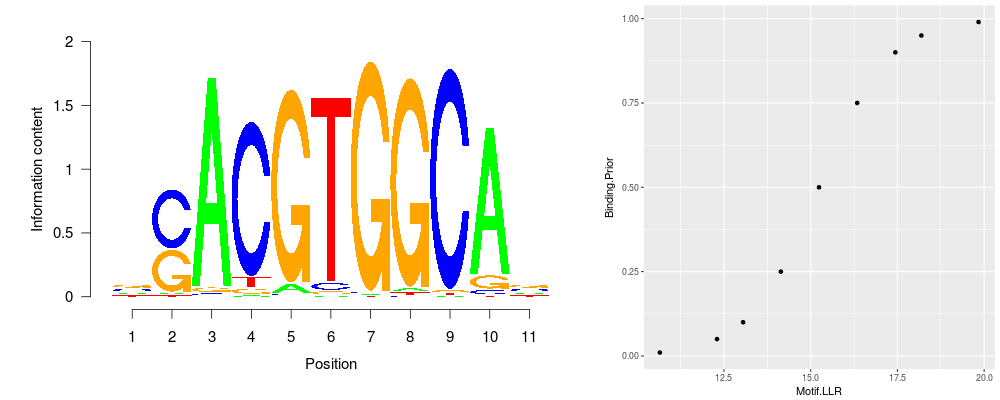 2
1.5
1
0.5
0
Information content
C
G
A
C
T
G
A
T
C
G
G
C
A
G
1 2 3 4 5 6 7 8 9 10 11
Position
1.00
0.75
0.50
0.25
0.00
Binding.Prior
12.5 15.0 17.5 20.0
Motif.LLR